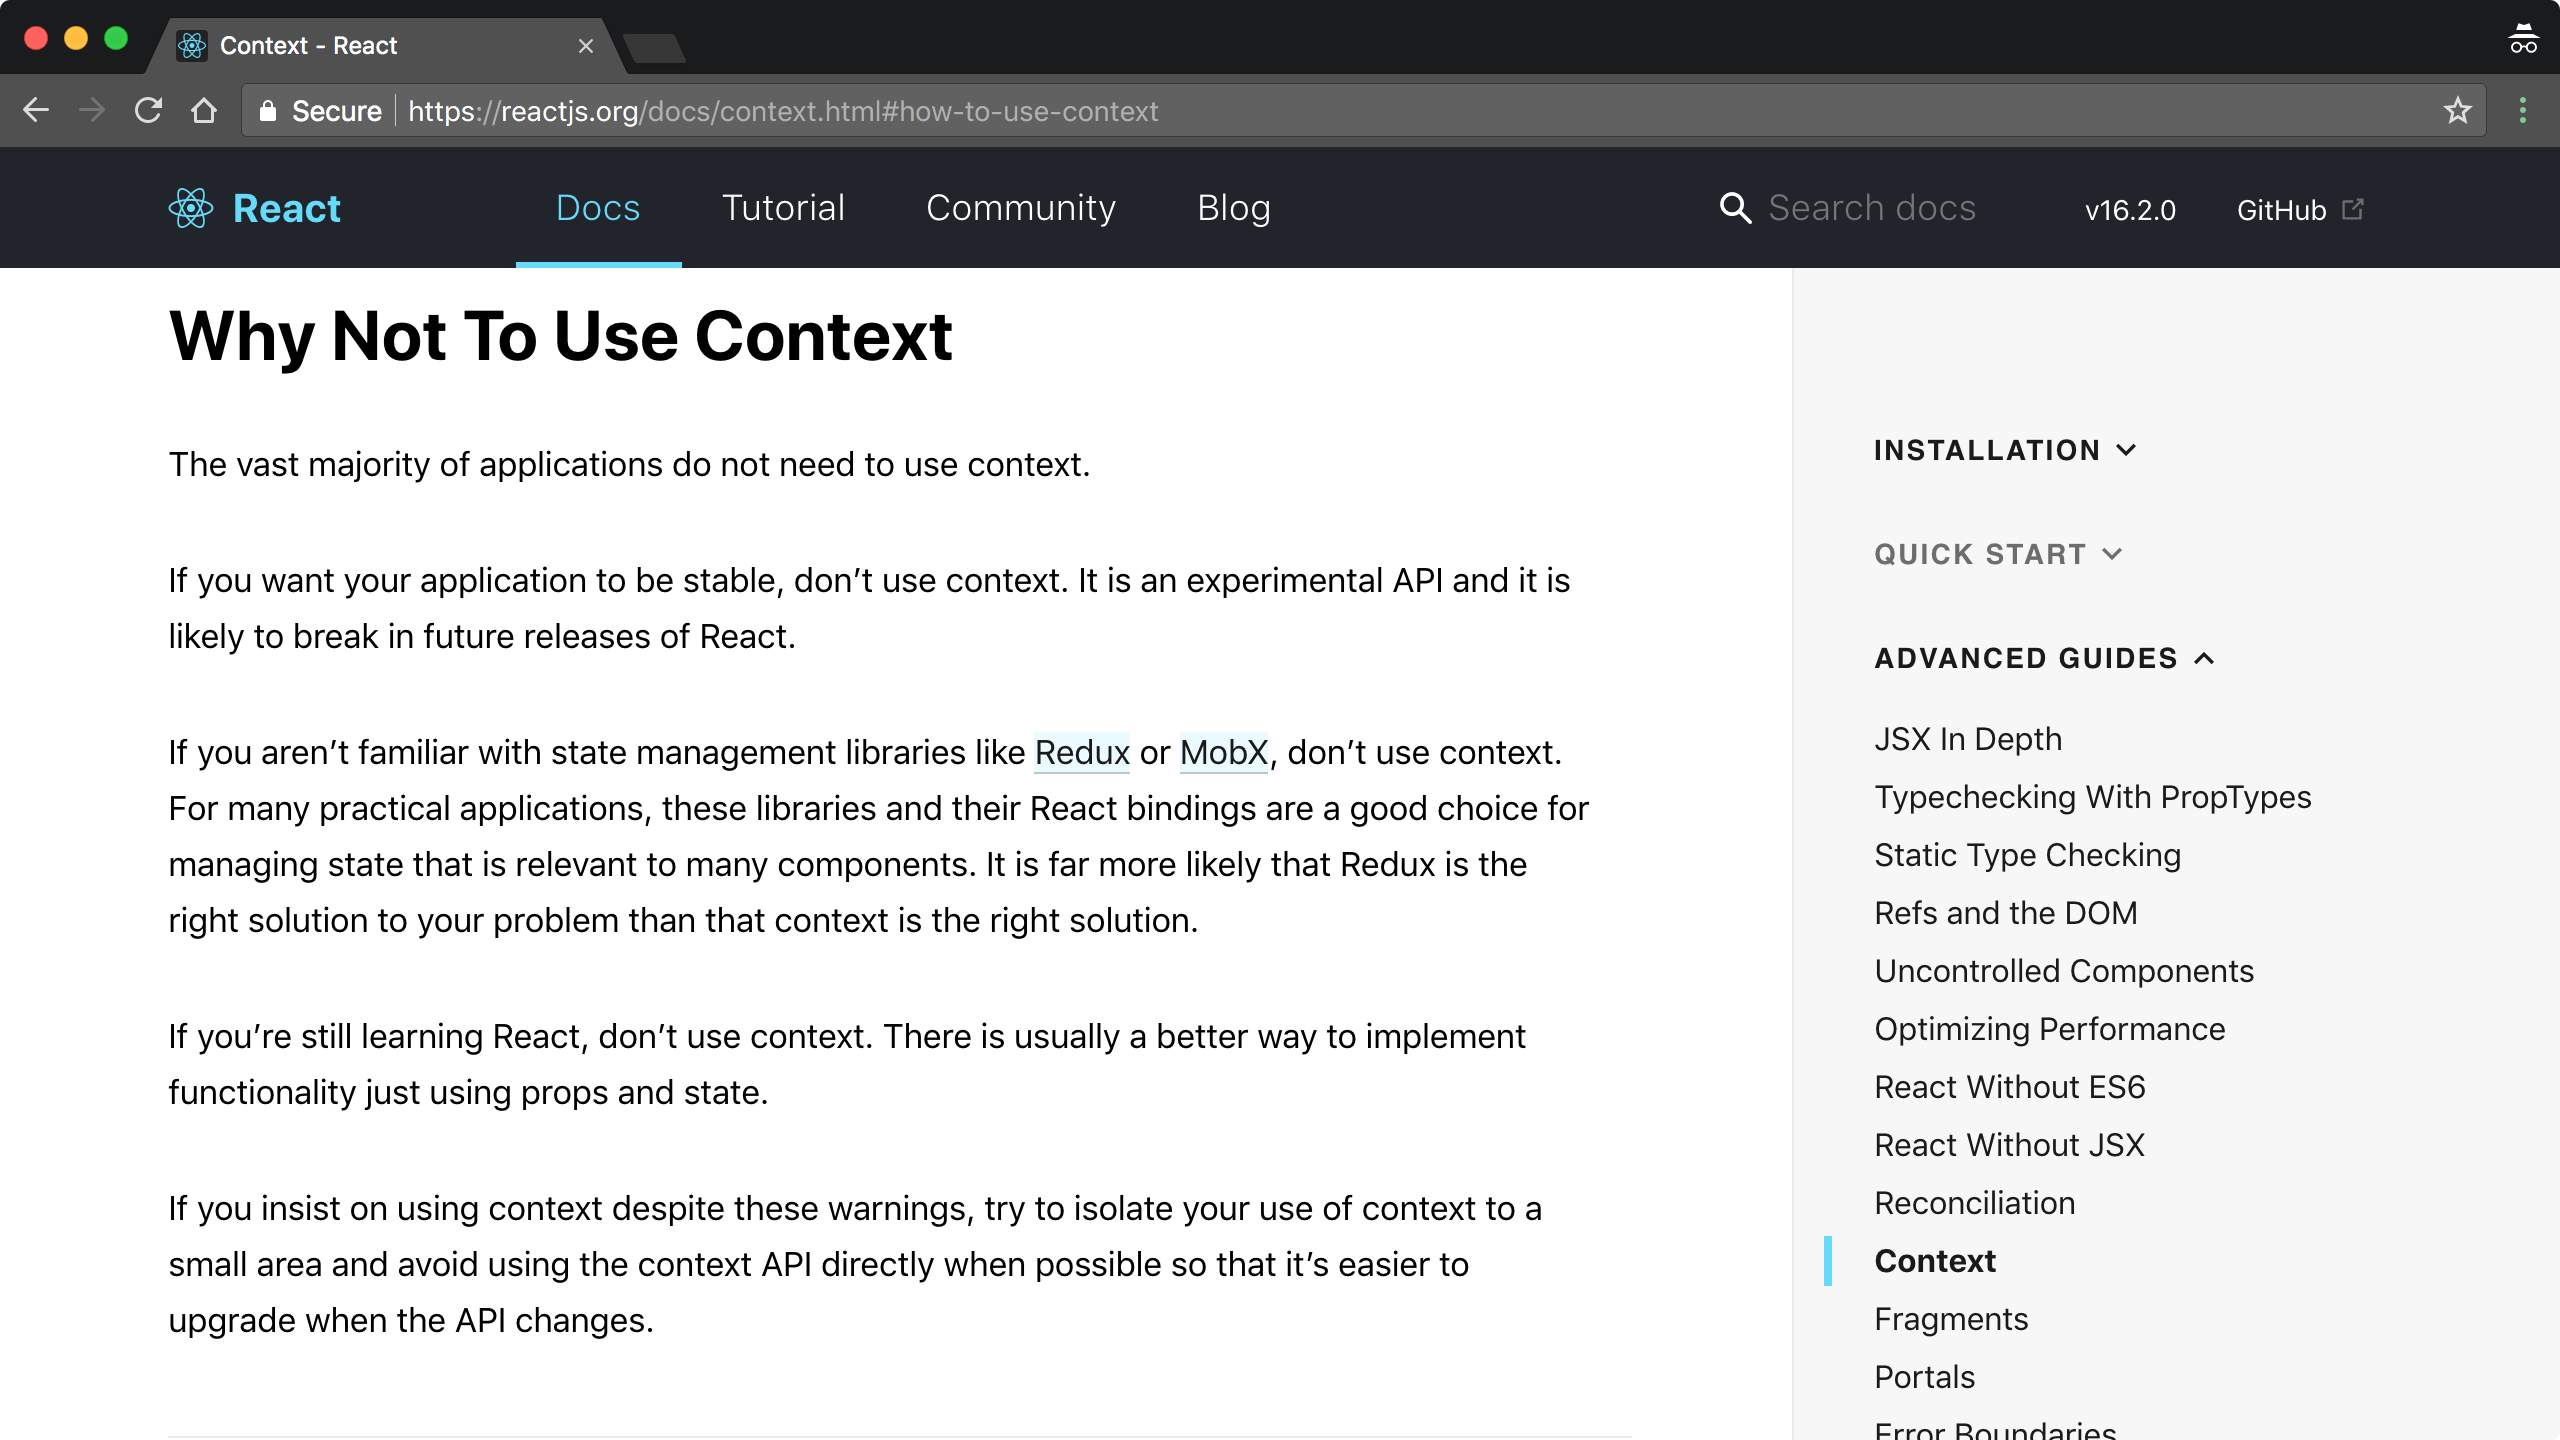 Context - React
Secure
https://reactjs.org/docs/context.html#how-to-use-context
React
Docs
Tutorial
Community
Blog
Search docs
v16.2.0
GitHub
Why Not To Use Context
The vast majority of applications do not need to use context.
If you want your application to be stable, don’t use context. It is an experimental API and it is
likely to break in future releases of React.
If you aren’t familiar with state management libraries like Redux or MobX, don’t use context.
For many practical applications, these libraries and their React bindings are a good choice for
managing state that is relevant to many components. It is far more likely that Redux is the
right solution to your problem than that context is the right solution.
If you’re still learning React, don’t use context. There is usually a better way to implement
functionality just using props and state.
If you insist on using context despite these warnings, try to isolate your use of context to a
small area and avoid using the context API directly when possible so that it’s easier to
upgrade when the API changes.
INSTALLATION
QUICK START
ADVANCED GUIDES
JSX In Depth
Typechecking With PropTypes
Static Type Checking
Refs and the DOM
Uncontrolled Components
Optimizing Performance
React Without ES6
React Without JSX
Reconciliation
Context
Fragments
Portals
Error Boundaries